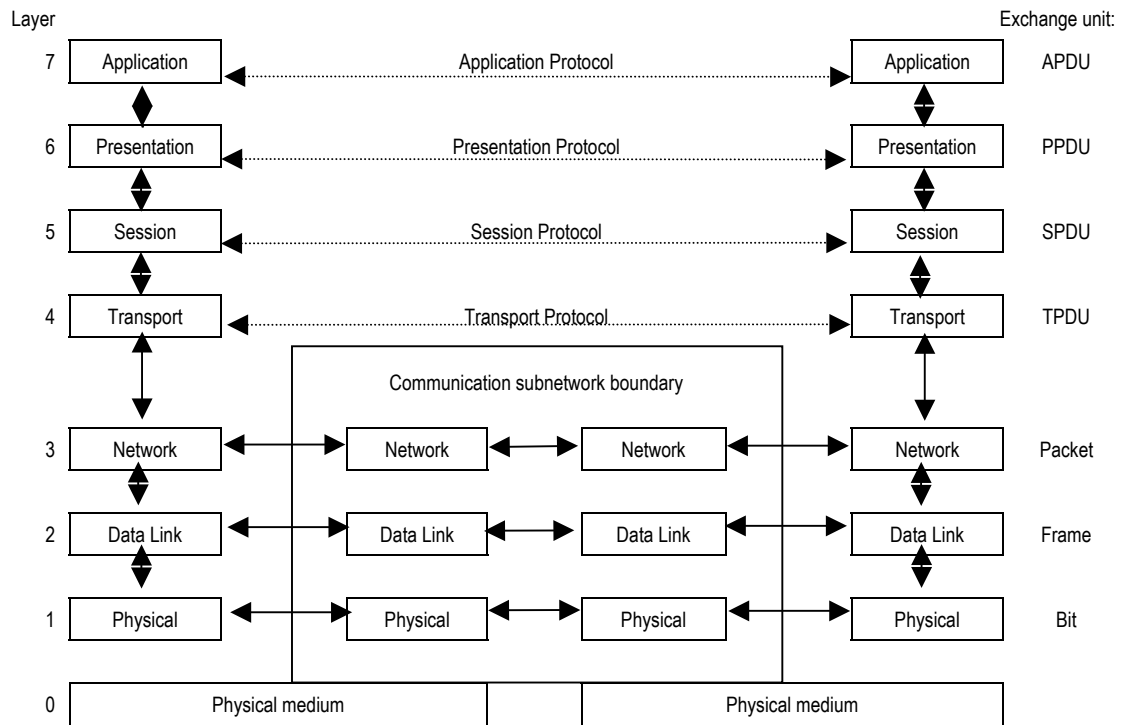 Layer Exchange unit:
7 Application Application Protocol Application APDU
6 Presentation Presentation Protocol Presentation PPDU
5 Session Session Protocol Session SPDU
4 Transport Transport Protocol Transport TPDU
Communication subnetwork boundary
3 Network Network Network Network Packet
2 Data Link Data Link Data Link Data Link Frame
1 Physical Physical Physical Physical Bit
0 Physical medium Physical medium